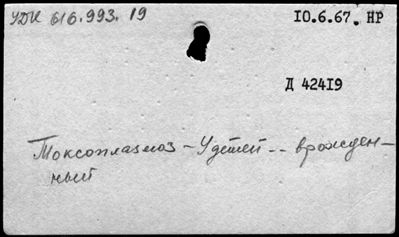 УДК 616.993.19
10.6.67. НР
Д 42419
Токсоплазмоз - У детей -- врожден-
ный